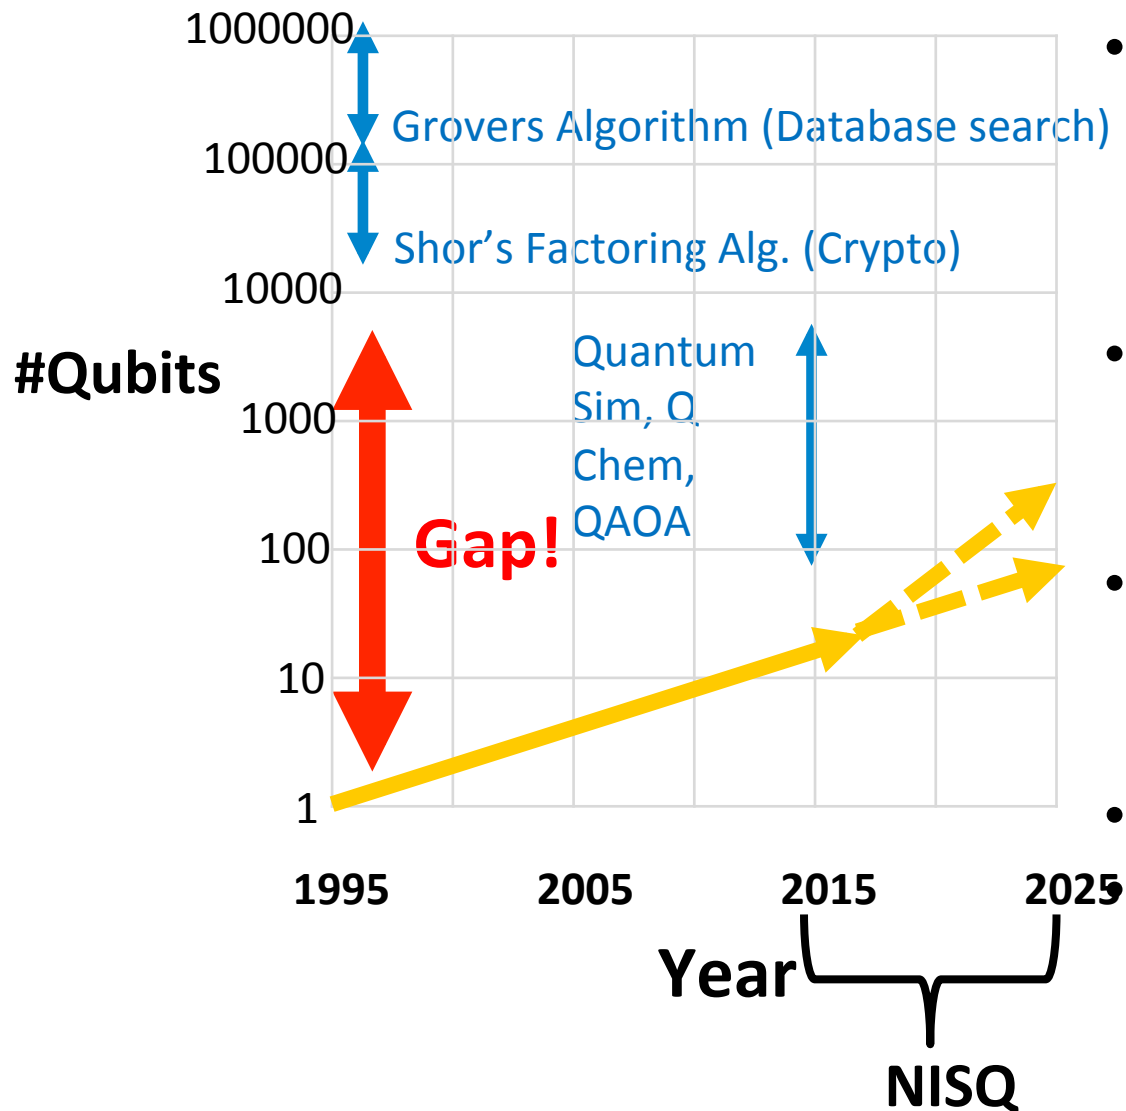 1000000
Grovers Algorithm (Database search)
100000
Shor's Factoring Alg. (Crypto)
10000
#Qubits
Quantum
Sim, Q
Chem,
QAOA
1000
Gap!
100
10
1
1995 2005 2015 2025
Year
NISQ